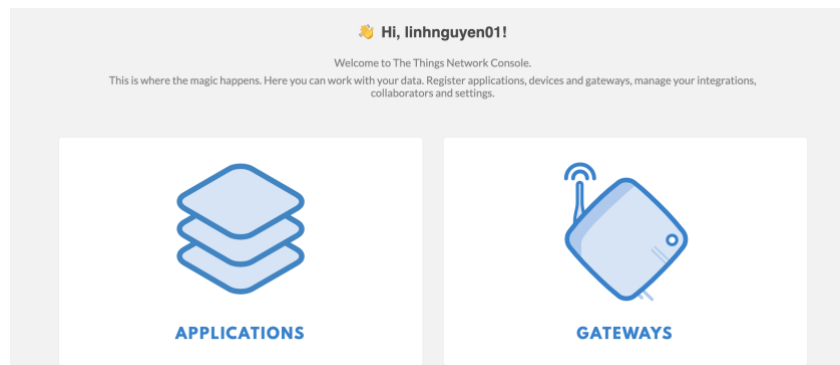 👋 Hi, linhnguyen01!
Welcome to The Things Network Console.
This is where the magic happens. Here you can work with your data. Register applications, devices and gateways, manage your integrations,
collaborators and settings.
APPLICATIONS
GATEWAYS